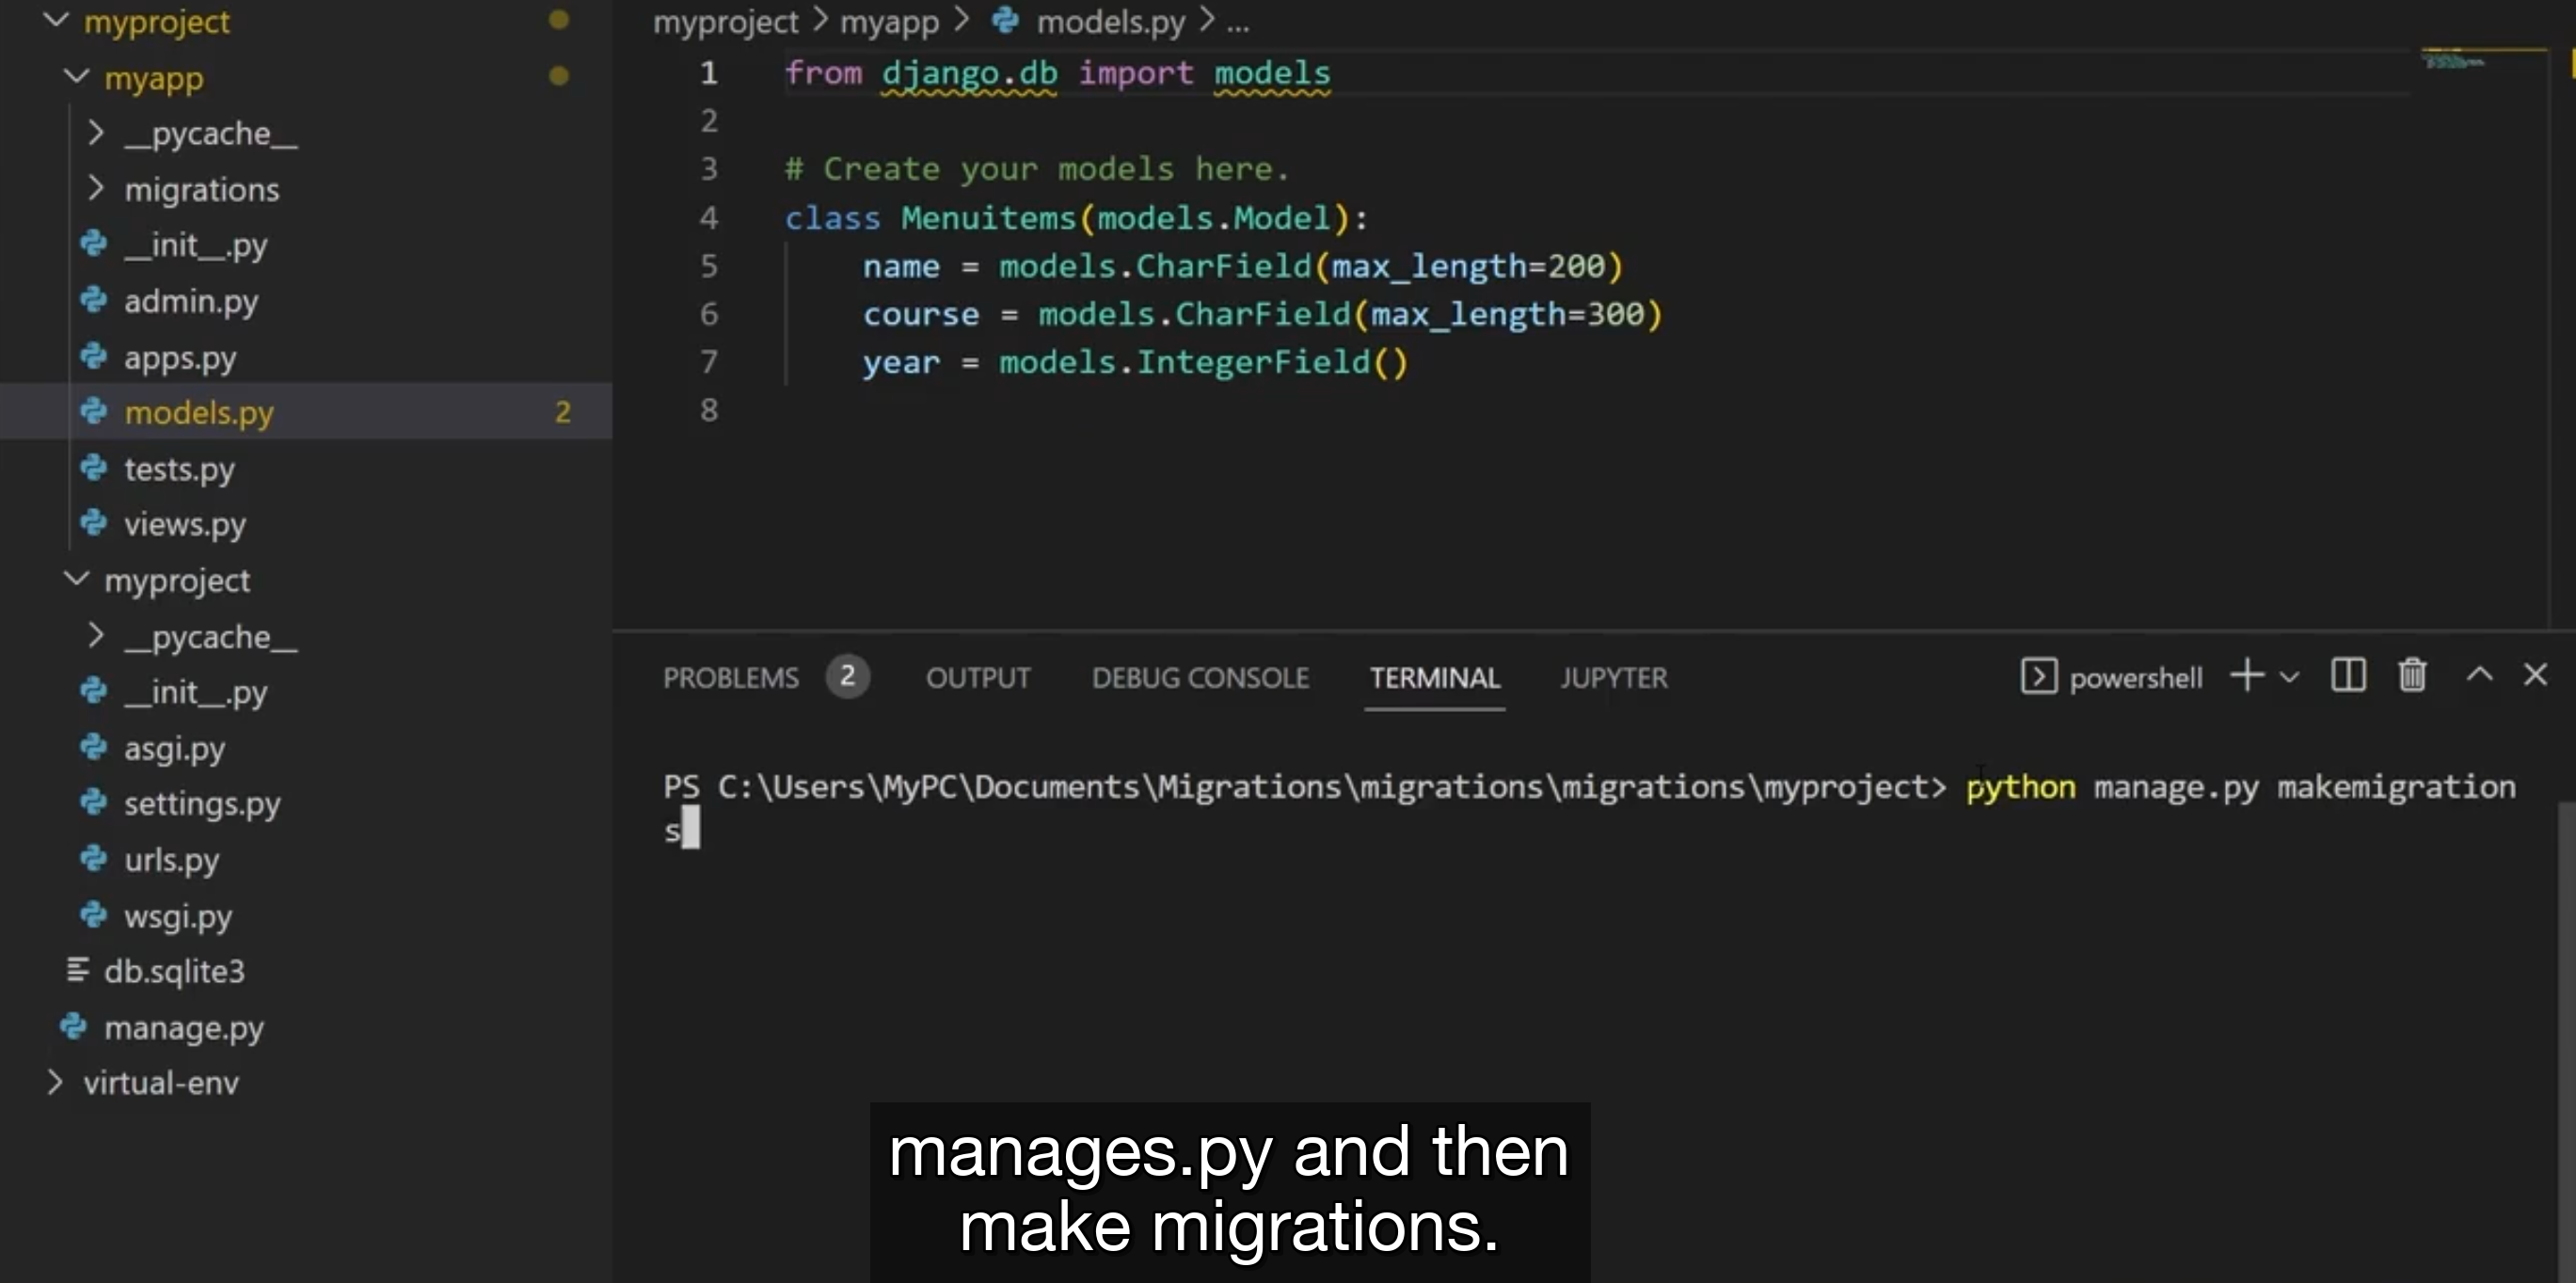 myproject
myapp
__pycache__
migrations
__init__.py
admin.py
apps.py
models.py 2
tests.py
views.py
myproject
__pycache__
__init__.py
asgi.py
settings.py
urls.py
wsgi.py
db.sqlite3
manage.py
virtual-env
myproject > myapp > models.py > ...
1 from django.db import models
2
3 # Create your models here.
4 class Menuitems(models.Model):
5     name = models.CharField(max_length=200)
6     course = models.CharField(max_length=300)
7     year = models.IntegerField()
8
PROBLEMS 2 OUTPUT DEBUG CONSOLE TERMINAL JUPYTER powershell
PS C:\Users\MyPC\Documents\Migrations\migrations\migrations\myproject> python manage.py makemigration
s
manages.py and then
make migrations.